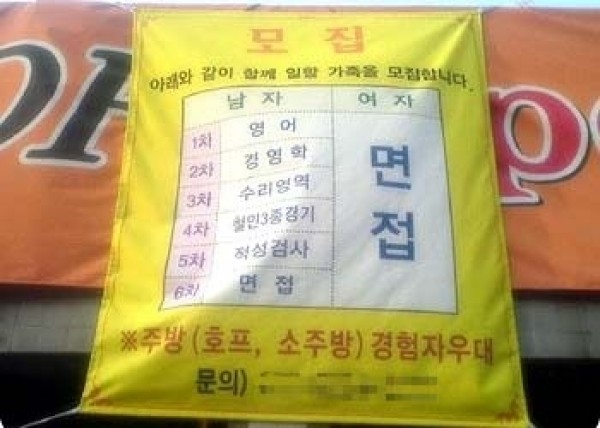 모집
아래와 같이 함께 일할 가족을 모집합니다.
남자 여자
1차 영어
2차 경영학
3차 수리영역
4차 철인3종경기
5차 적성검사
6차 면접
면접
※주방(호프, 소주방)경험자우대
문의)